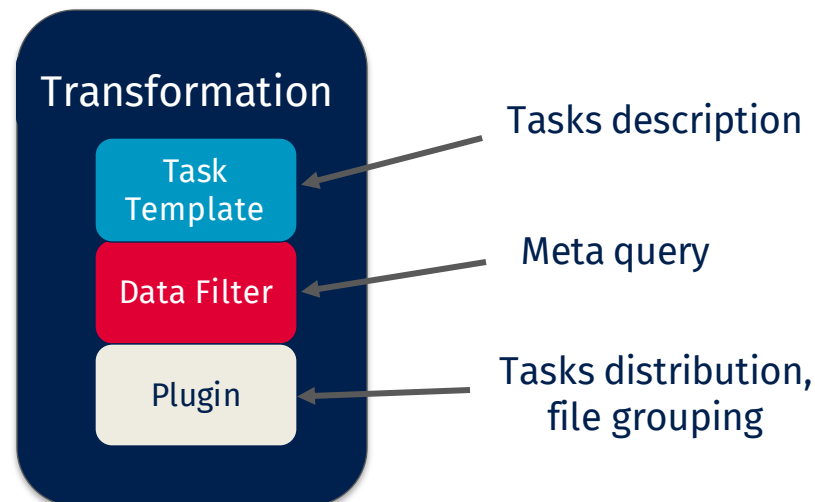 Transformation
Task
Template
Data Filter
Plugin
Tasks description
Meta query
Tasks distribution,
file grouping